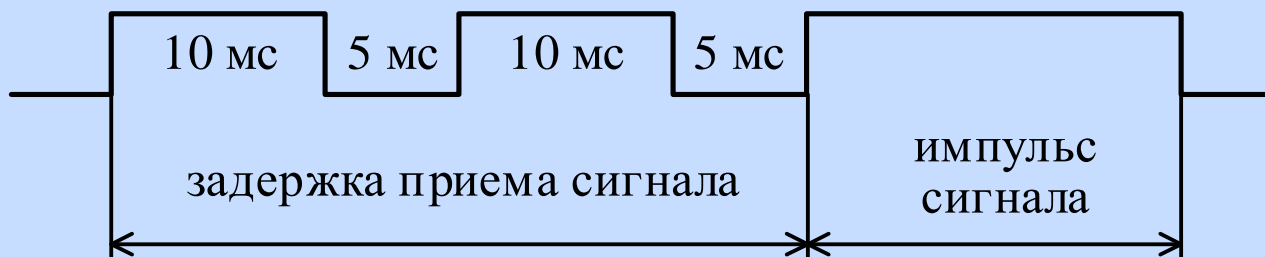 10 мс 5 мс 10 мс 5 мс
задержка приема сигнала
импульс
сигнала